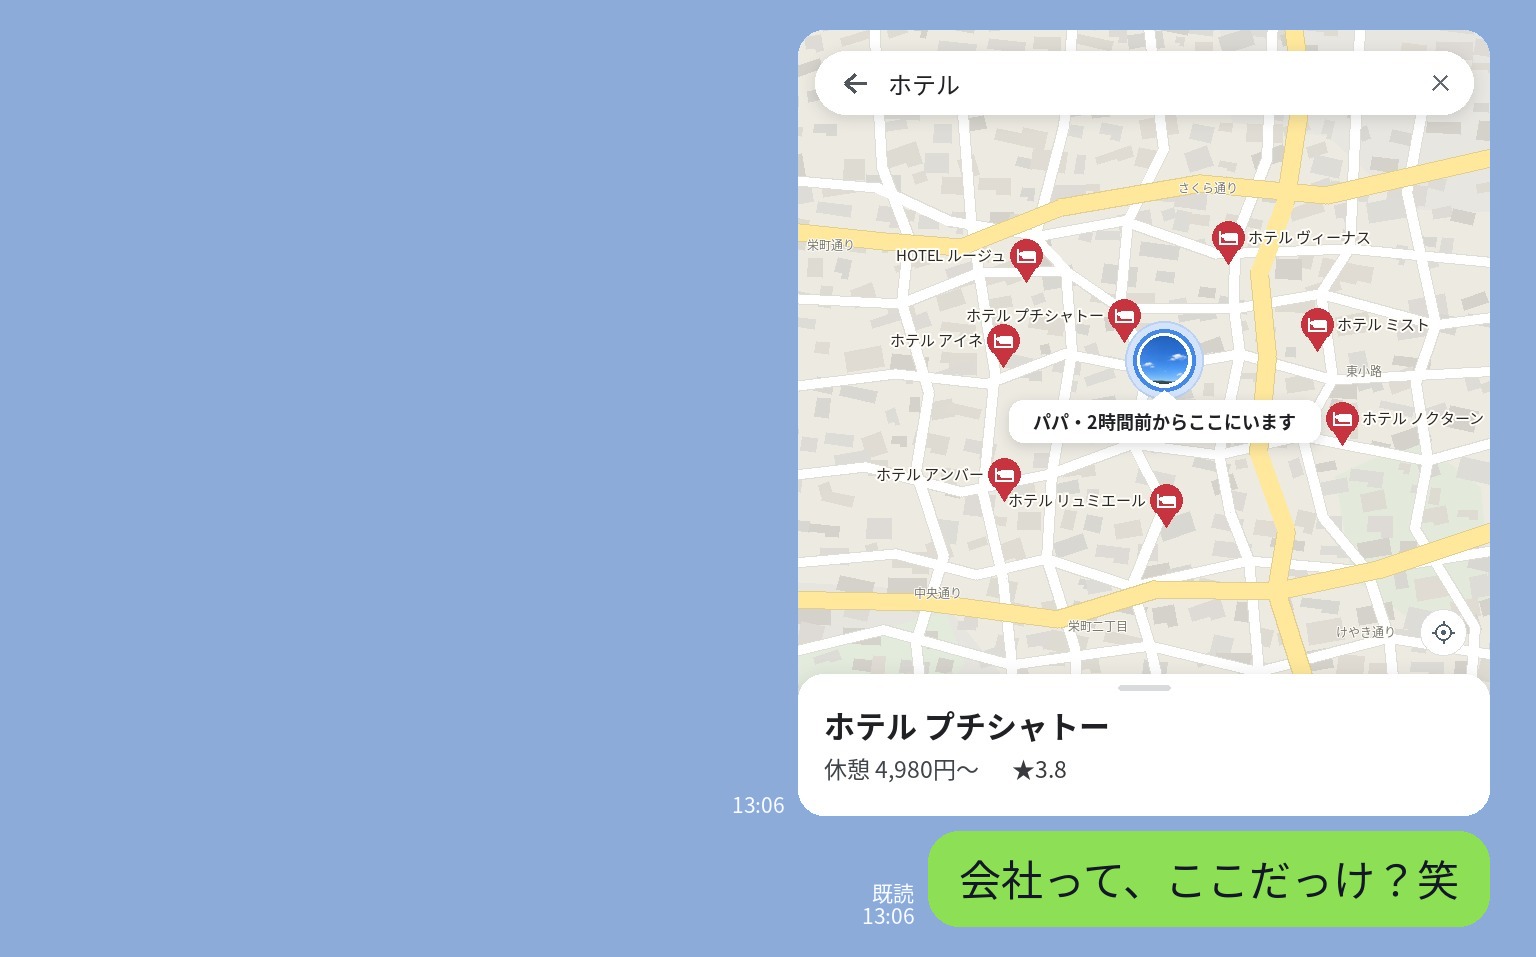 ホテル
さくら通り
栄町通り
ホテル ヴィーナス
HOTEL ルージュ
ホテル プチシャトー
ホテル ミスト
ホテル アイネ
東小路
パパ・2時間前からここにいます
ホテル ノクターン
ホテル アンバー
ホテル リュミエール
中央通り
栄町二丁目
けやき通り
ホテル プチシャトー
休憩 4,980円〜 ★3.8
13:06
会社って、ここだっけ？笑
既読
13:06